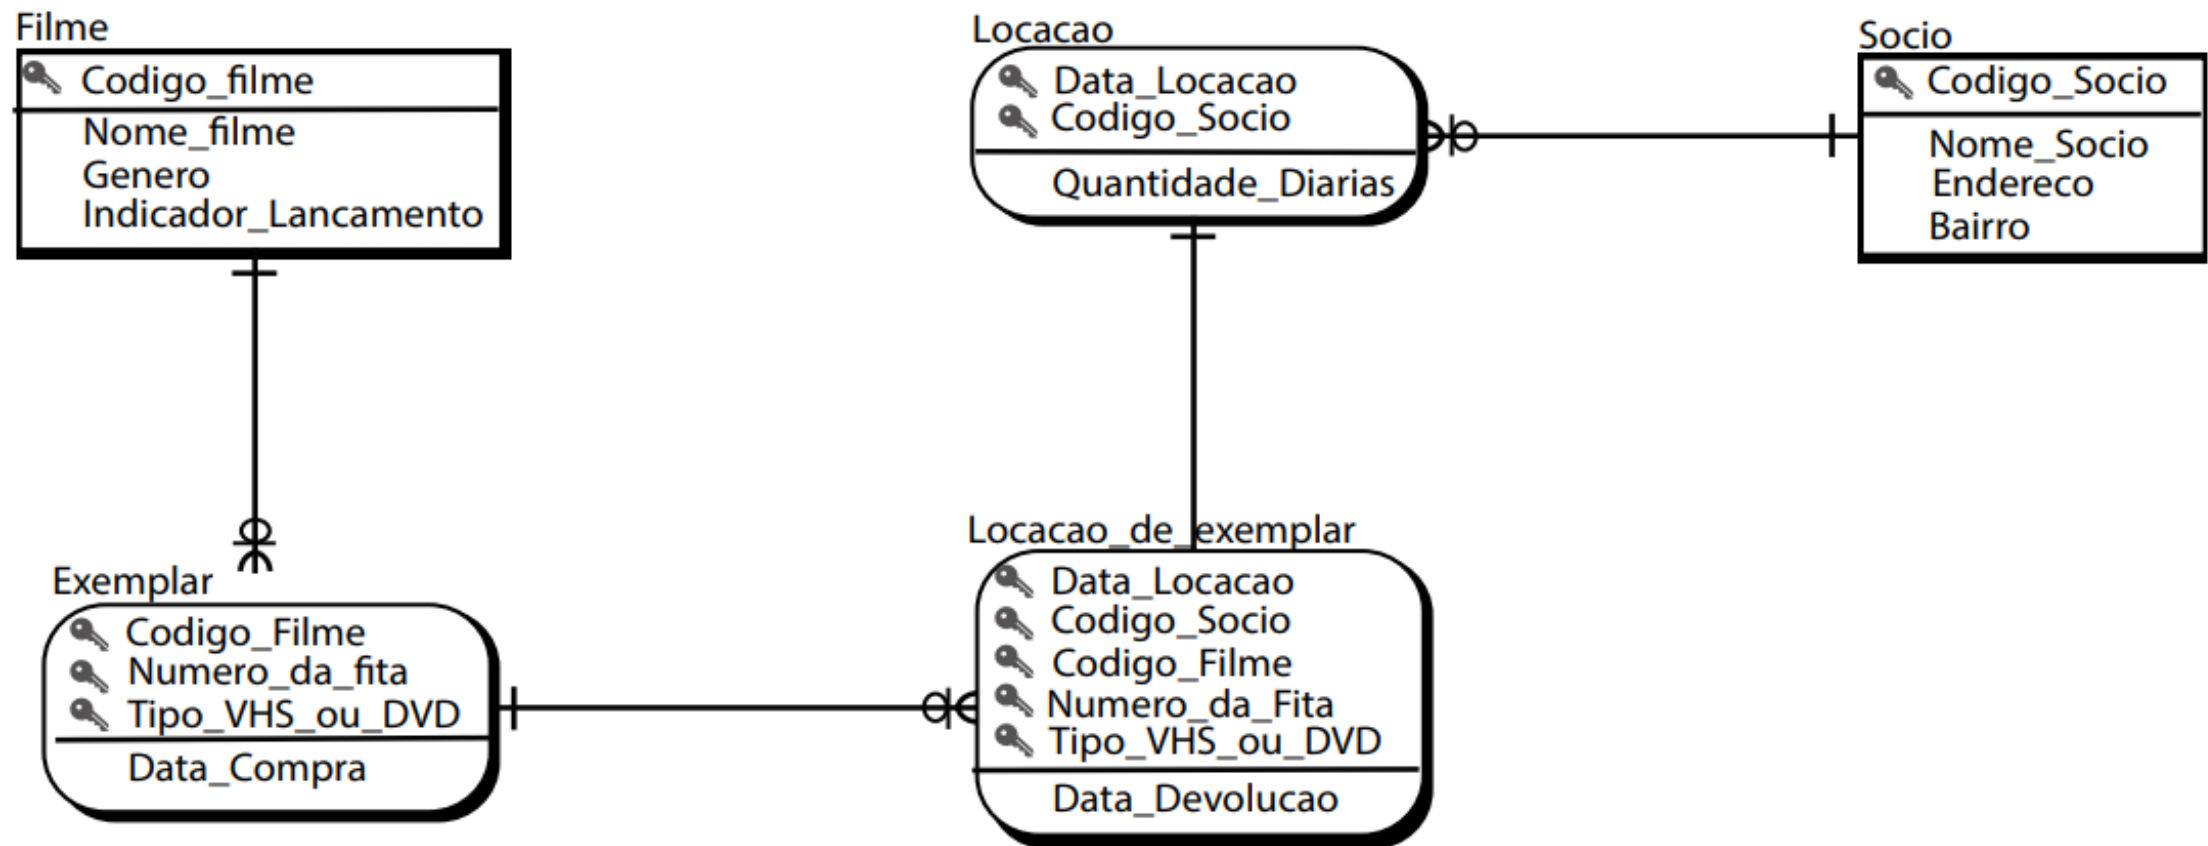 Filme
Codigo_filme
Nome_filme
Genero
Indicador_Lancamento
Locacao
Data_Locacao
Codigo_Socio
Quantidade_Diarias
Socio
Codigo_Socio
Nome_Socio
Endereco
Bairro
Exemplar
Codigo_Filme
Numero_da_fita
Tipo_VHS_ou_DVD
Data_Compra
Locacao_de_exemplar
Data_Locacao
Codigo_Socio
Codigo_Filme
Numero_da_Fita
Tipo_VHS_ou_DVD
Data_Devolucao